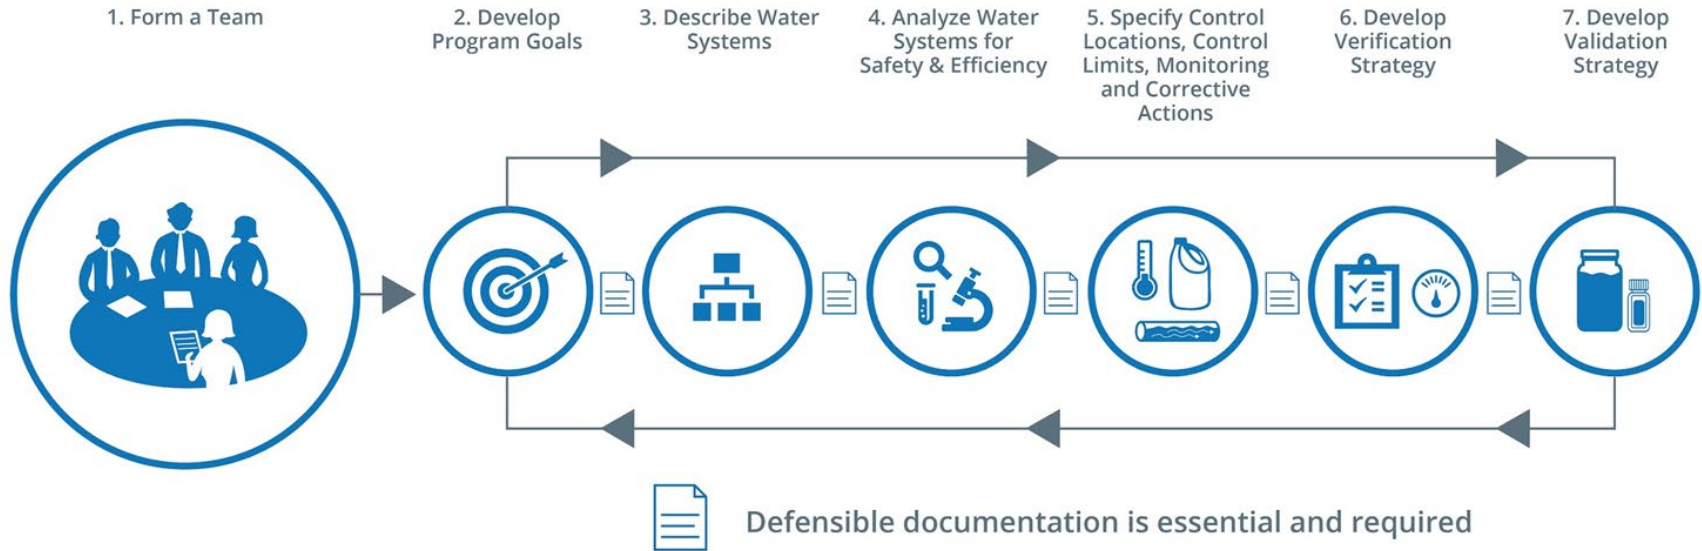 1. Form a Team
2. Develop
Program Goals
3. Describe Water
Systems
4. Analyze Water
Systems for
Safety & Efficiency
5. Specify Control
Locations, Control
Limits, Monitoring
and Corrective
Actions
6. Develop
Verification
Strategy
7. Develop
Validation
Strategy
Defensible documentation is essential and required